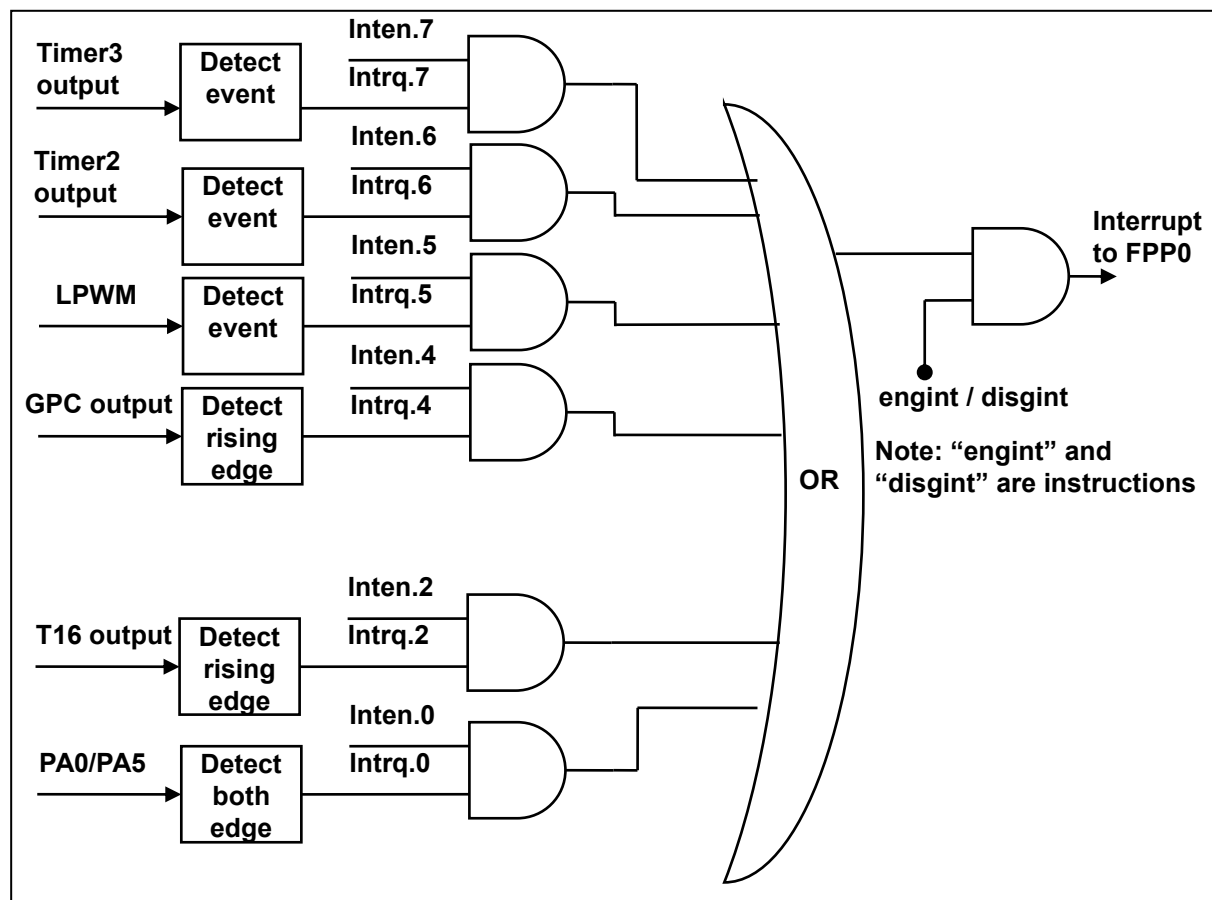 Timer3
output
Detect
event
Inten.7
Intrq.7
Timer2
output
Detect
event
Inten.6
Intrq.6
LPWM
Detect
event
Inten.5
Intrq.5
GPC output
Detect
rising
edge
Inten.4
Intrq.4
T16 output
Detect
rising
edge
Inten.2
Intrq.2
PA0/PA5
Detect
both
edge
Inten.0
Intrq.0
OR
Interrupt
to FPP0
engint / disgint
Note: “engint” and
“disgint” are instructions